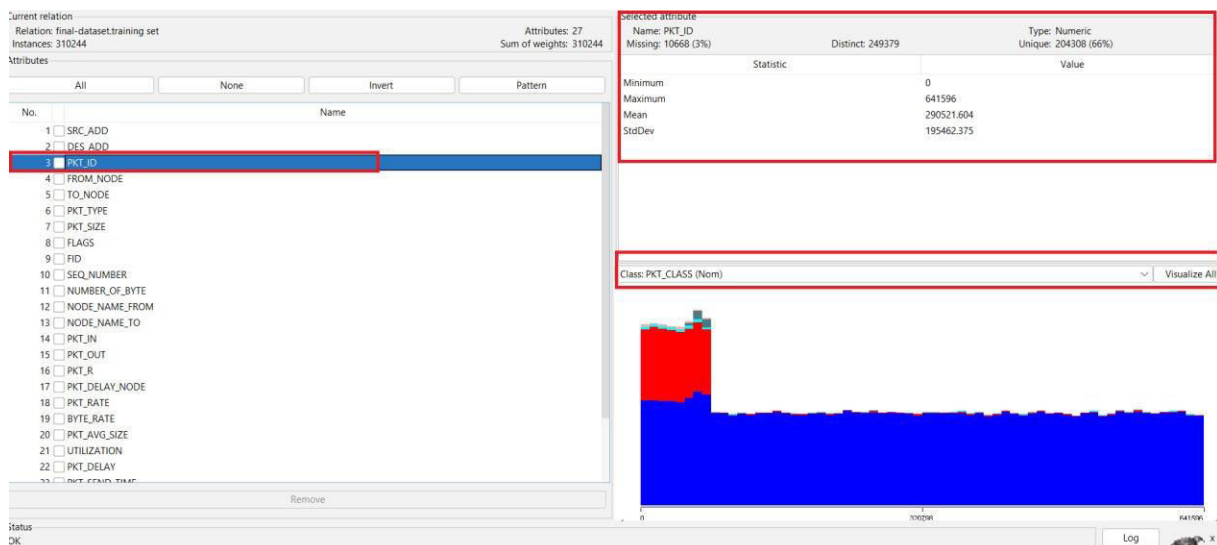 Current relation
Relation: final-dataset.training set Attributes: 27
Instances: 310244 Sum of weights: 310244
Attributes
All None Invert Pattern
No. Name
1 SRC_ADD
2 DES_ADD
3 PKT_ID
4 FROM_NODE
5 TO_NODE
6 PKT_TYPE
7 PKT_SIZE
8 FLAGS
9 FID
10 SEQ_NUMBER
11 NUMBER_OF_BYTE
12 NODE_NAME_FROM
13 NODE_NAME_TO
14 PKT_IN
15 PKT_OUT
16 PKT_R
17 PKT_DELAY_NODE
18 PKT_RATE
19 BYTE_RATE
20 PKT_AVG_SIZE
21 UTILIZATION
22 PKT_DELAY
23 PKT_SEND_TIME
Remove
Status
OK
Selected attribute
Name: PKT_ID Type: Numeric
Missing: 10668 (3%) Distinct: 249379 Unique: 204308 (66%)
Statistic Value
Minimum 0
Maximum 641596
Mean 290521.604
StdDev 195462.375
Class: PKT_CLASS (Nom) Visualize All
0 320798 641596
Log x